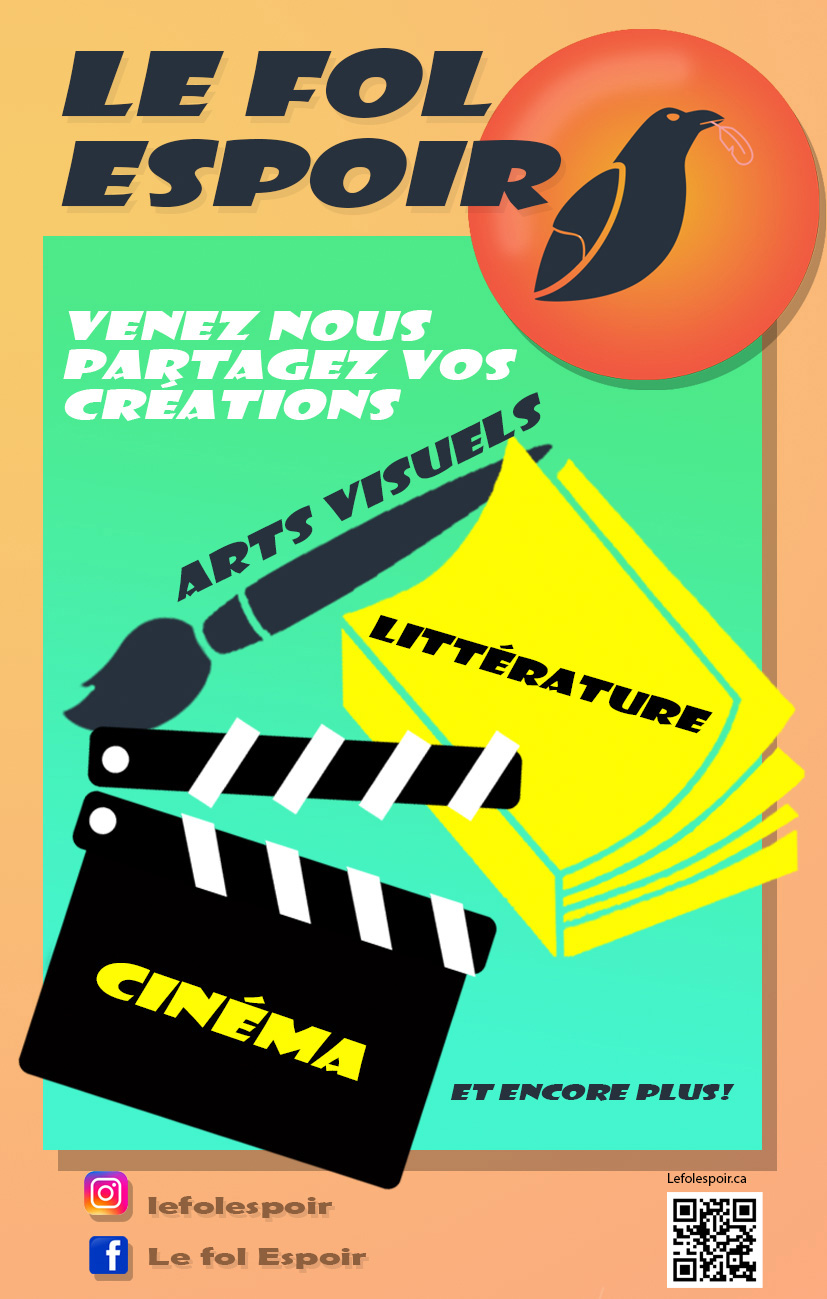 LE FOL
ESPOIR
VENEZ NOUS
PARTAGEZ VOS
CRÉATIONS
ARTS VISUELS
LITTÉRATURE
CINÉMA
ET ENCORE PLUS!
lefolespoir
Le fol Espoir
Lefolespoir.ca